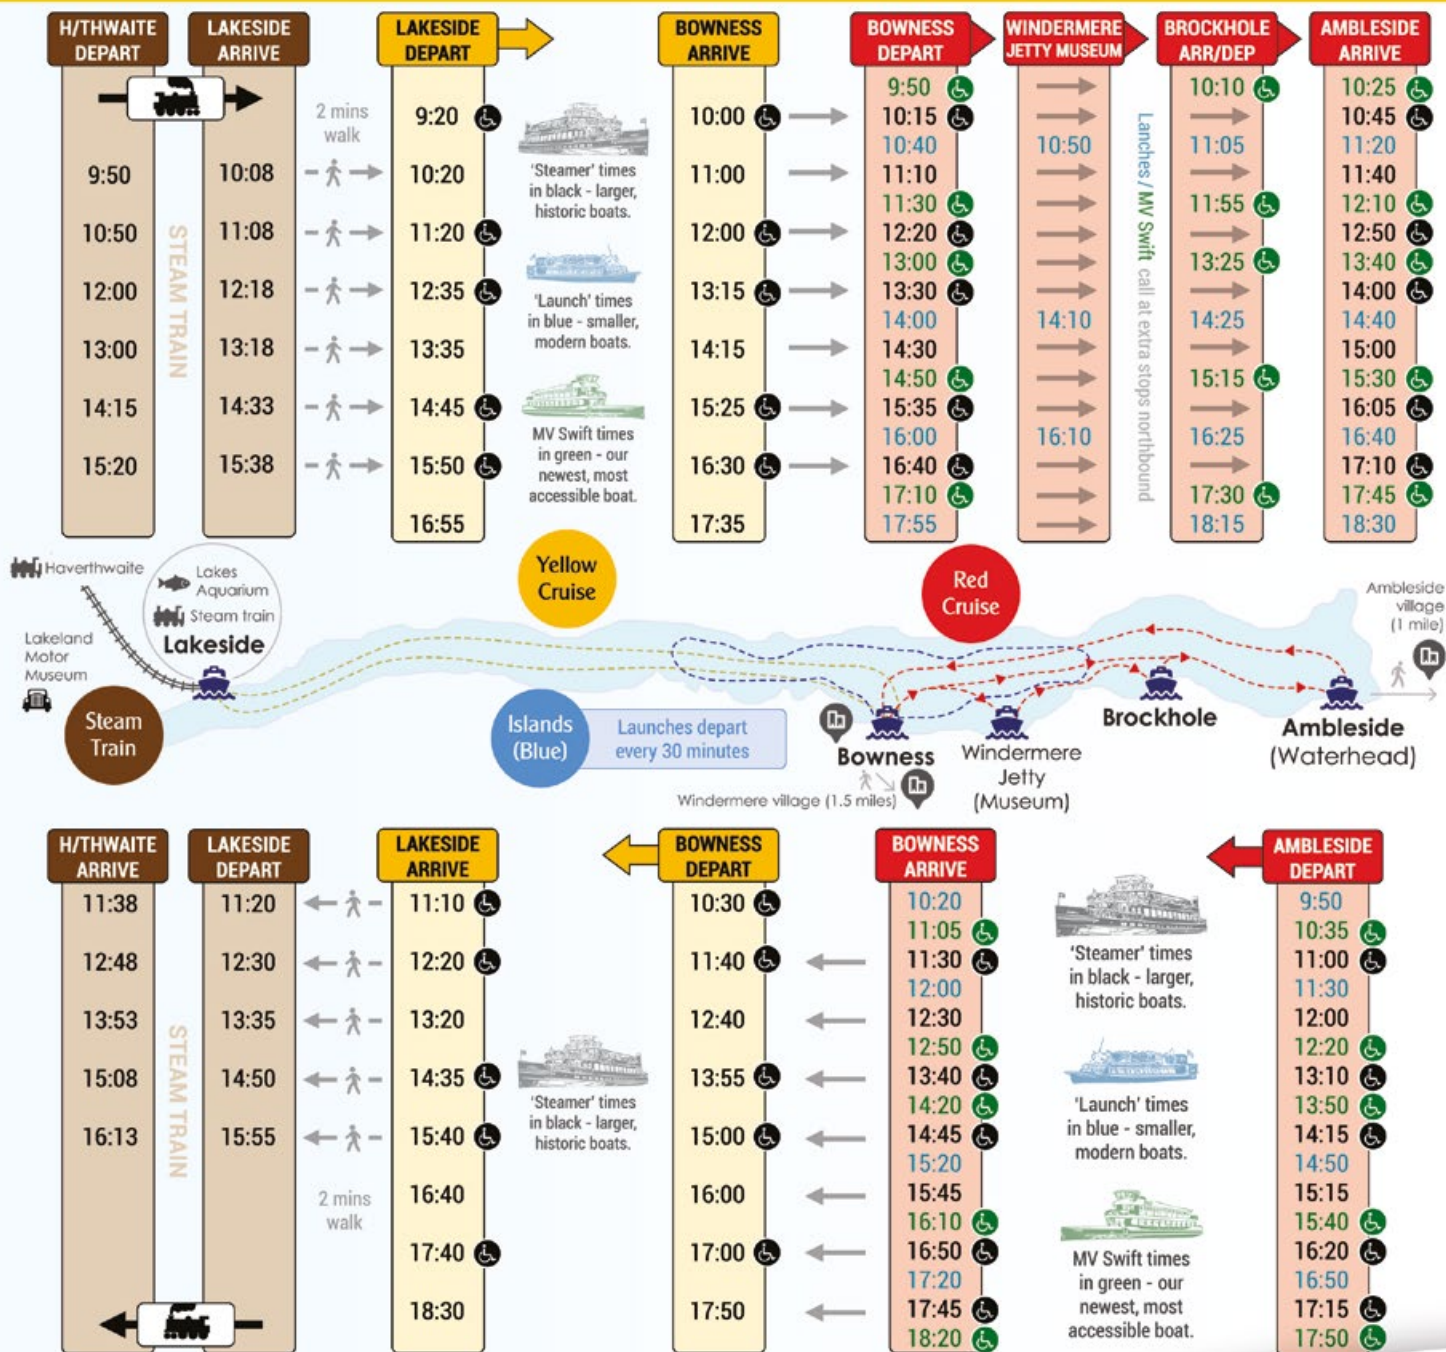 H/THWAITE DEPART LAKESIDE ARRIVE LAKESIDE DEPART BOWNESS ARRIVE BOWNESS DEPART WINDERMERE JETTY MUSEUM BROCKHOLE ARR/DEP AMBLESIDE ARRIVE
9:50 10:10 10:25
2 mins walk 9:20 10:00 10:15 10:45
10:40 10:50 11:05 11:20
9:50 10:08 10:20 11:00 11:10 11:40
11:30 11:55 12:10
10:50 11:08 11:20 12:00 12:20 12:50
13:00 13:25 13:40
12:00 12:18 12:35 13:15 13:30 14:00
14:00 14:10 14:25 14:40
13:00 13:18 13:35 14:15 14:30 15:00
14:50 15:15 15:30
14:15 14:33 14:45 15:25 15:35 16:05
16:00 16:10 16:25 16:40
15:20 15:38 15:50 16:30 16:40 17:10
17:10 17:30 17:45
16:55 17:35 17:55 18:15 18:30
STEAM TRAIN
'Steamer' times
in black - larger,
historic boats.
'Launch' times
in blue - smaller,
modern boats.
MV Swift times
in green - our
newest, most
accessible boat.
Lanches / MV Swift call at extra stops northbound
Haverthwaite
Lakes
Aquarium
Steam train
Lakeside
Lakeland
Motor
Museum
Steam
Train
Yellow
Cruise
Islands
(Blue)
Launches depart
every 30 minutes
Red
Cruise
Bowness
Windermere village (1.5 miles)
Windermere
Jetty
(Museum)
Brockhole
Ambleside
(Waterhead)
Ambleside
village
(1 mile)
H/THWAITE ARRIVE LAKESIDE DEPART LAKESIDE ARRIVE BOWNESS DEPART BOWNESS ARRIVE AMBLESIDE DEPART
11:38 11:20 11:10 10:30 10:20 9:50
11:05 10:35
12:48 12:30 12:20 11:40 11:30 11:00
12:00 11:30
13:53 13:35 13:20 12:40 12:30 12:00
12:50 12:20
15:08 14:50 14:35 13:55 13:40 13:10
14:20 13:50
16:13 15:55 15:40 15:00 14:45 14:15
15:20 14:50
2 mins walk 16:40 16:00 15:45 15:15
16:10 15:40
17:40 17:00 16:50 16:20
17:20 16:50
18:30 17:50 17:45 17:15
18:20 17:50
STEAM TRAIN
'Steamer' times
in black - larger,
historic boats.
'Steamer' times
in black - larger,
historic boats.
'Launch' times
in blue - smaller,
modern boats.
MV Swift times
in green - our
newest, most
accessible boat.